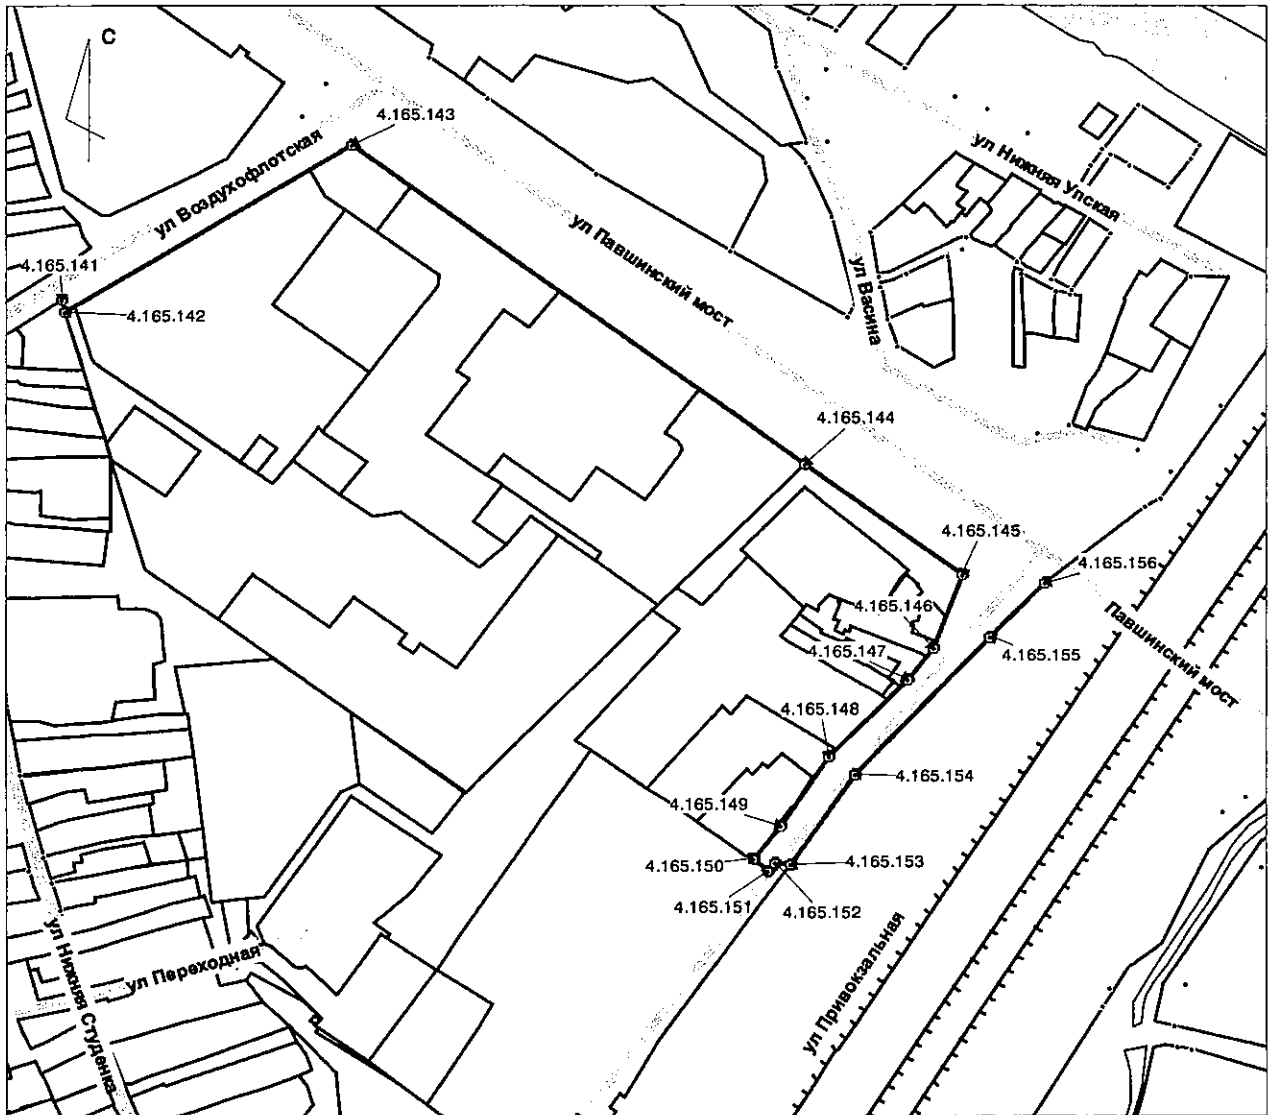 С
4.165.143
ул Воздухофлотская
ул Нижняя Упская
4.165.141
4.165.142
ул Павшинский мост
ул Васина
4.165.144
4.165.145
4.165.156
4.165.146
Павшинский мост
4.165.147
4.165.155
4.165.148
4.165.154
4.165.149
4.165.150
4.165.153
4.165.151
4.165.152
ул Привокзальная
ул Переходная
ул Нижняя Студенка